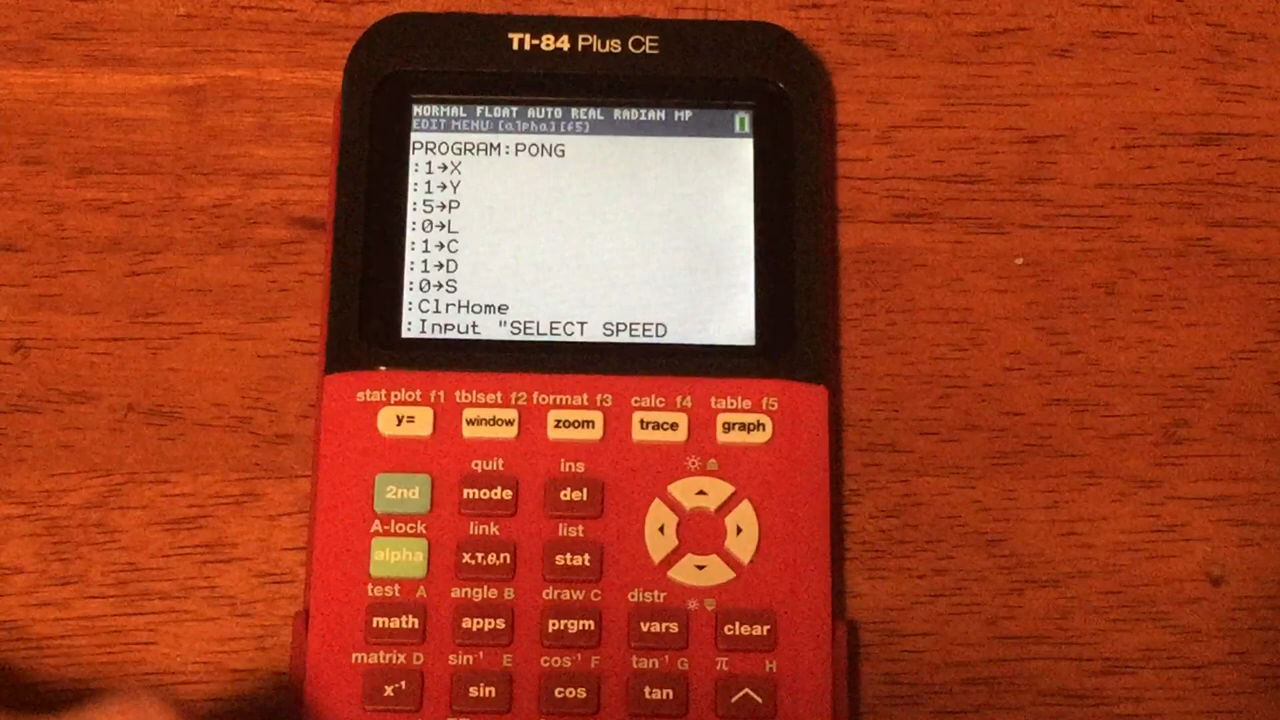 TI-84 Plus CE
NORMAL FLOAT AUTO REAL RADIAN MP
EDIT MENU: [alpha] [f5]
PROGRAM:PONG
:1→X
:1→Y
:5→P
:0→L
:1→C
:1→D
:0→S
:ClrHome
:Input "SELECT SPEED
stat plot f1 tblset f2 format f3 calc f4 table f5
y= window zoom trace graph
quit ins
2nd mode del
A-lock link list
alpha X,T,θ,n stat
test A angle B draw C distr
math apps prgm vars clear
matrix D sin⁻¹ E cos⁻¹ F tan⁻¹ G π H
x⁻¹ sin cos tan ^